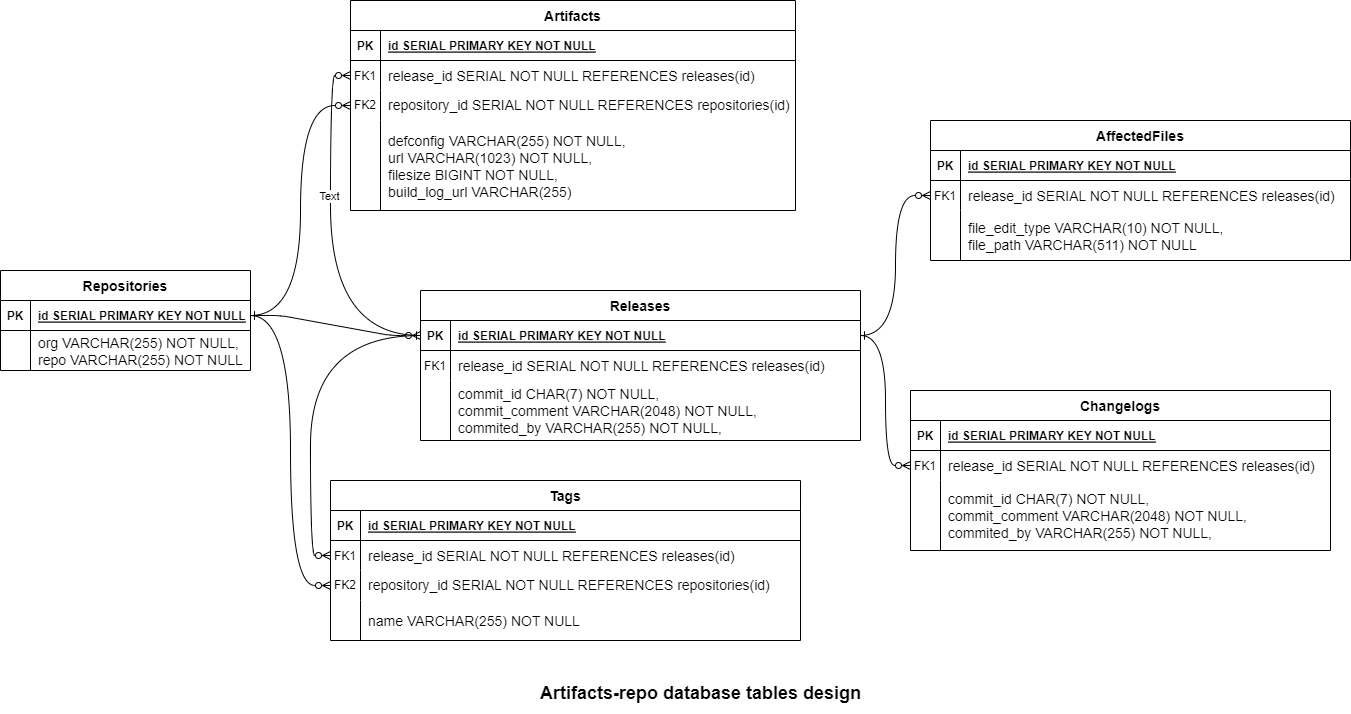 Artifacts
PK id SERIAL PRIMARY KEY NOT NULL
FK1 release_id SERIAL NOT NULL REFERENCES releases(id)
FK2 repository_id SERIAL NOT NULL REFERENCES repositories(id)
defconfig VARCHAR(255) NOT NULL,
url VARCHAR(1023) NOT NULL,
filesize BIGINT NOT NULL,
build_log_url VARCHAR(255)
Text
AffectedFiles
PK id SERIAL PRIMARY KEY NOT NULL
FK1 release_id SERIAL NOT NULL REFERENCES releases(id)
file_edit_type VARCHAR(10) NOT NULL,
file_path VARCHAR(511) NOT NULL
Repositories
PK id SERIAL PRIMARY KEY NOT NULL
org VARCHAR(255) NOT NULL,
repo VARCHAR(255) NOT NULL
Releases
PK id SERIAL PRIMARY KEY NOT NULL
FK1 release_id SERIAL NOT NULL REFERENCES releases(id)
commit_id CHAR(7) NOT NULL,
commit_comment VARCHAR(2048) NOT NULL,
commited_by VARCHAR(255) NOT NULL,
Changelogs
PK id SERIAL PRIMARY KEY NOT NULL
FK1 release_id SERIAL NOT NULL REFERENCES releases(id)
commit_id CHAR(7) NOT NULL,
commit_comment VARCHAR(2048) NOT NULL,
commited_by VARCHAR(255) NOT NULL,
Tags
PK id SERIAL PRIMARY KEY NOT NULL
FK1 release_id SERIAL NOT NULL REFERENCES releases(id)
FK2 repository_id SERIAL NOT NULL REFERENCES repositories(id)
name VARCHAR(255) NOT NULL
Artifacts-repo database tables design